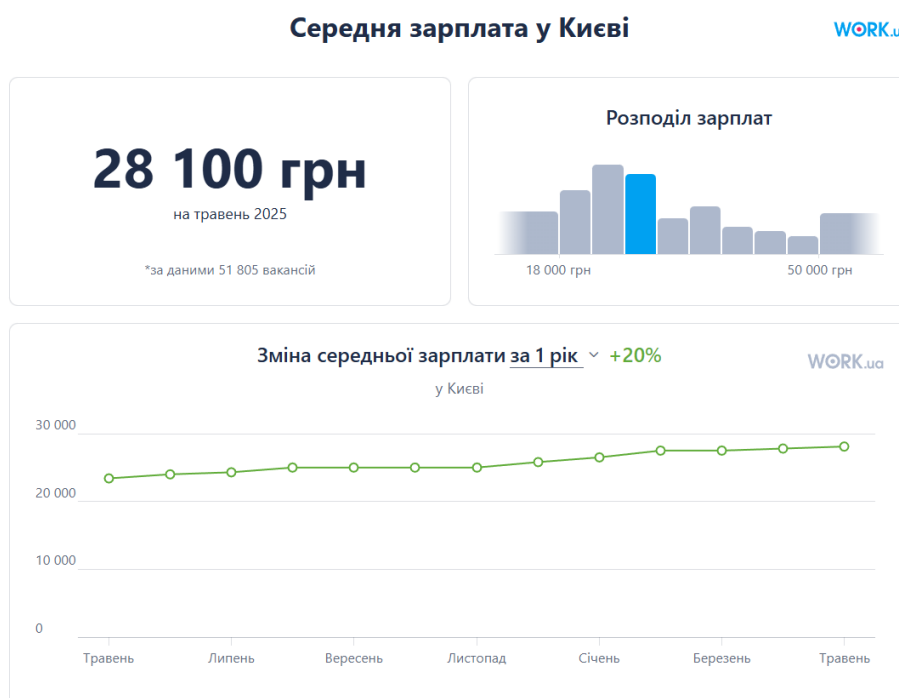 Середня зарплата у Києві
WORK.u
28 100 грн
на травень 2025
*за даними 51 805 вакансій
Розподіл зарплат
18 000 грн
50 000 грн
Зміна середньої зарплати за 1 рік +20%
у Києві
WORK.ua
30 000
20 000
10 000
0
Травень Липень Вересень Листопад Січень Березень Травень